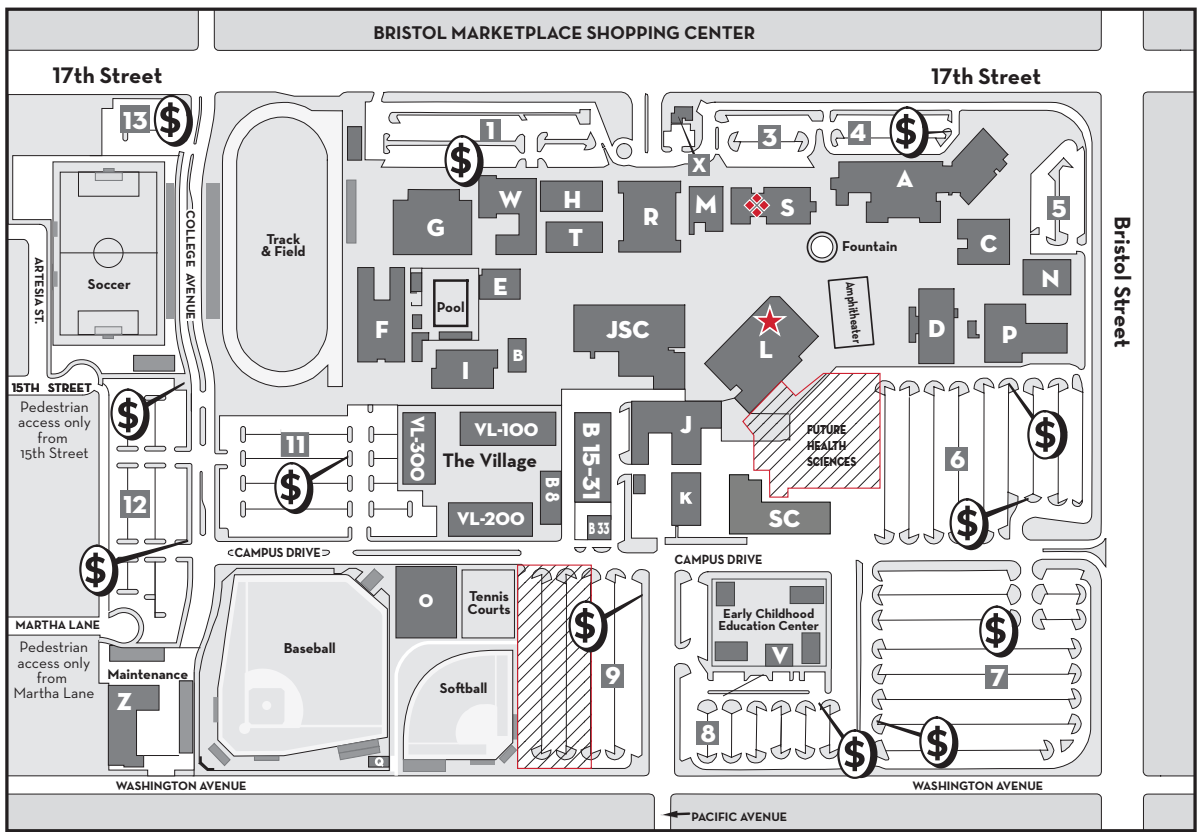 BRISTOL MARKETPLACE SHOPPING CENTER
17th Street
17th Street
13
$
1
$
3
4
$
X
A
5
G
W
H
T
R
M
S
C
N
Fountain
Track
& Field
COLLEGE AVENUE
ARTESIA ST.
Soccer
Bristol Street
E
Pool
F
I
B
JSC
L
Amphitheater
D
P
15TH STREET
Pedestrian
access only
from
15th Street
$
11
$
12
$
VL-300
VL-100
The Village
VL-200
B 8
B 15-31
B 33
J
K
FUTURE
HEALTH
SCIENCES
SC
6
$
$
CAMPUS DRIVE
CAMPUS DRIVE
MARTHA LANE
Pedestrian
access only
from
Martha Lane
Maintenance
Z
Baseball
O
Tennis
Courts
Softball
Q
$
9
Early Childhood
Education Center
V
8
$
$
7
$
WASHINGTON AVENUE
WASHINGTON AVENUE
PACIFIC AVENUE